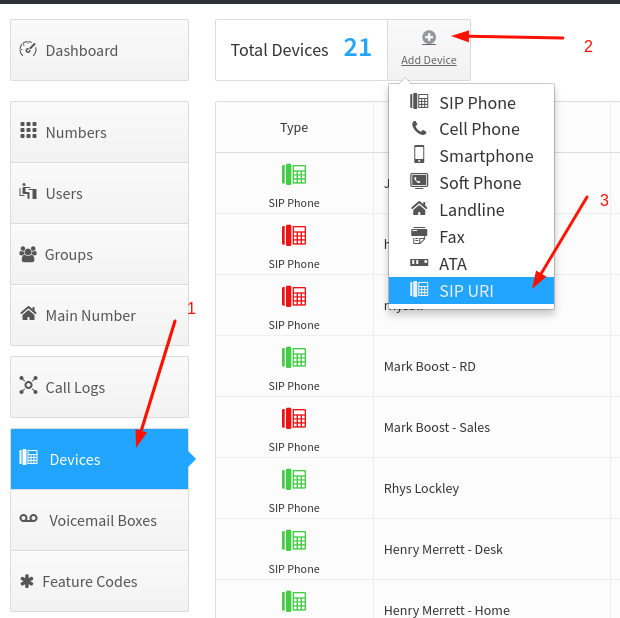 Dashboard
Numbers
Users
Groups
Main Number
Call Logs
Devices
Voicemail Boxes
Feature Codes
1
Total Devices 21
Add Device
2
SIP Phone
Cell Phone
Smartphone
Soft Phone
Landline
Fax
ATA
SIP URI
3
Type
SIP Phone
SIP Phone
SIP Phone
SIP Phone
Mark Boost - RD
SIP Phone
Mark Boost - Sales
SIP Phone
Rhys Lockley
SIP Phone
Henry Merrett - Desk
Henry Merrett - Home